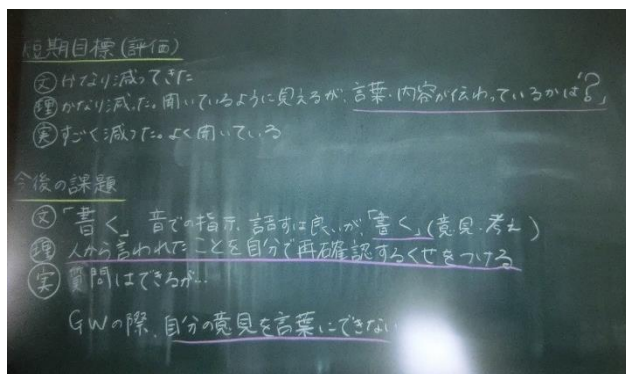 短期目標(評価)
文 かなり減ってきた
理 かなり減った。聞いているように見えるが、言葉・内容が伝わっているかは「?」
実 すごく減った。よく聞いている
今後の課題
文 「書く」 音での指示、話すは良いが、「書く」(意見・考え)
理 人から言われたことを自分で再確認するくせをつける
実 質問はできるが…
GWの際、自分の意見を言葉にできない